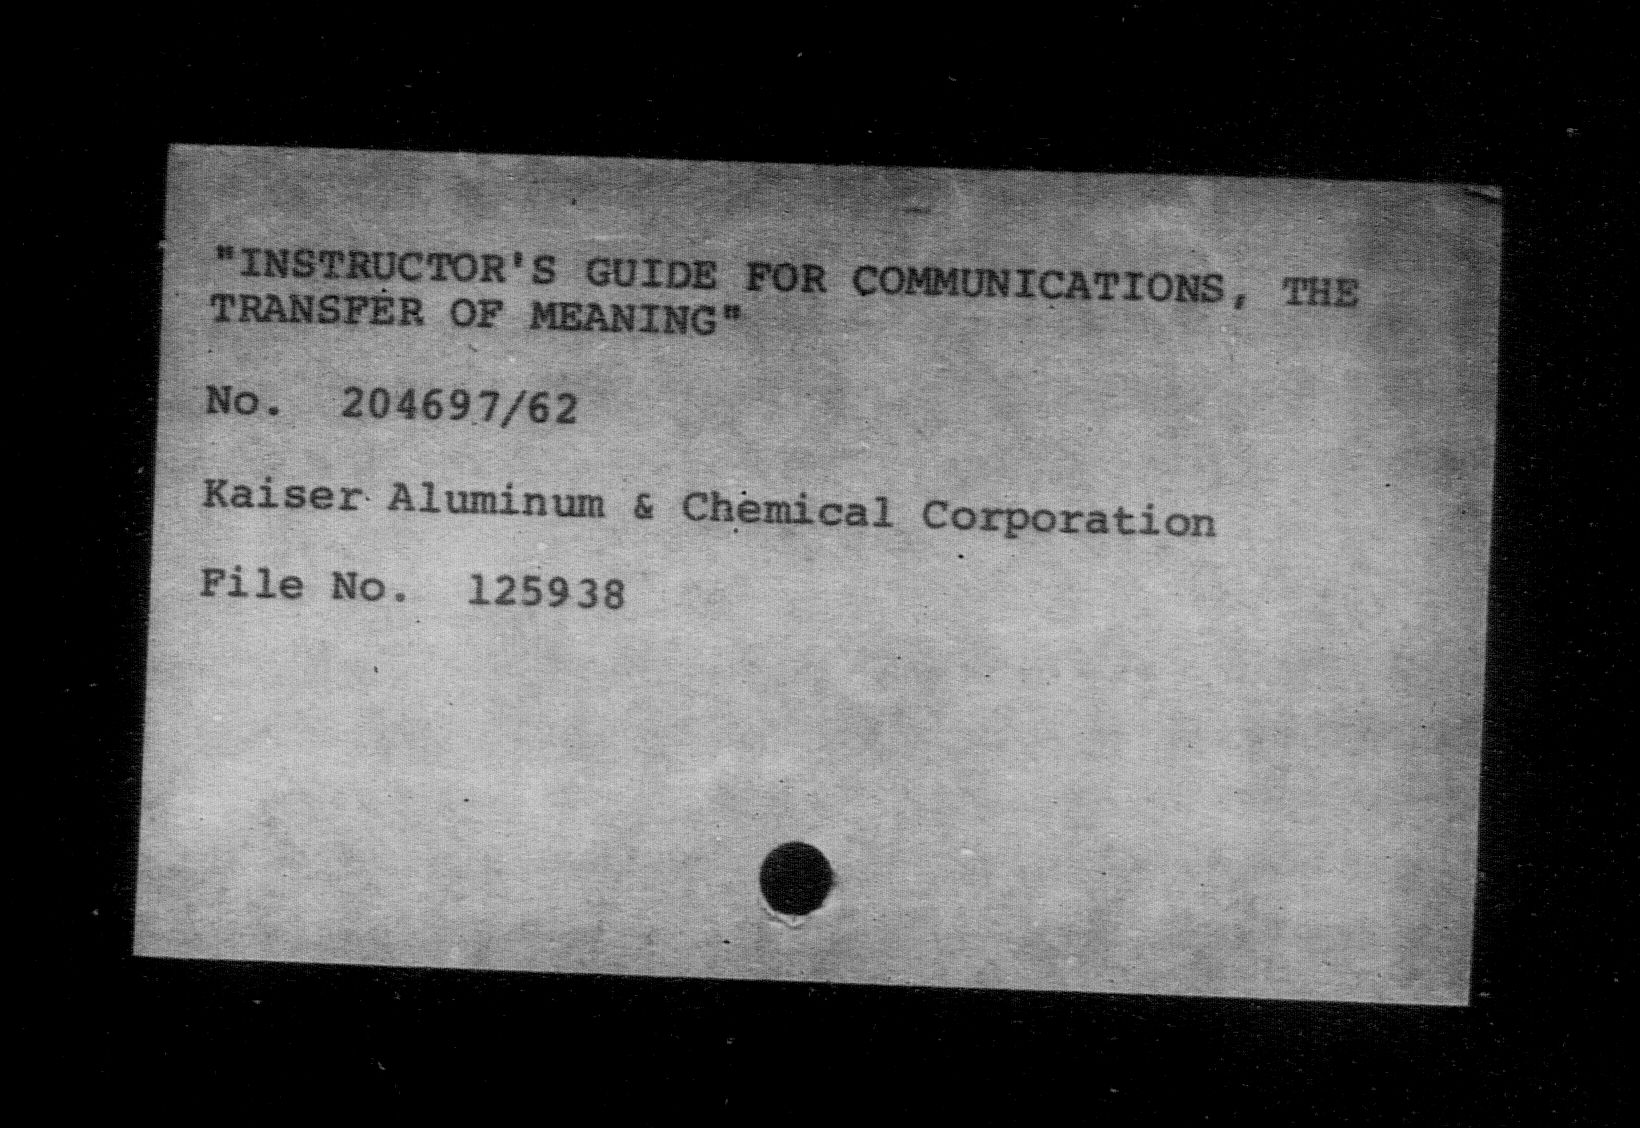 "INSTRUCTOR'S GUIDE FOR COMMUNICATIONS, THE
TRANSFER OF MEANING"
No. 204697/62
Kaiser Aluminum & Chemical Corporation
File No. 125938